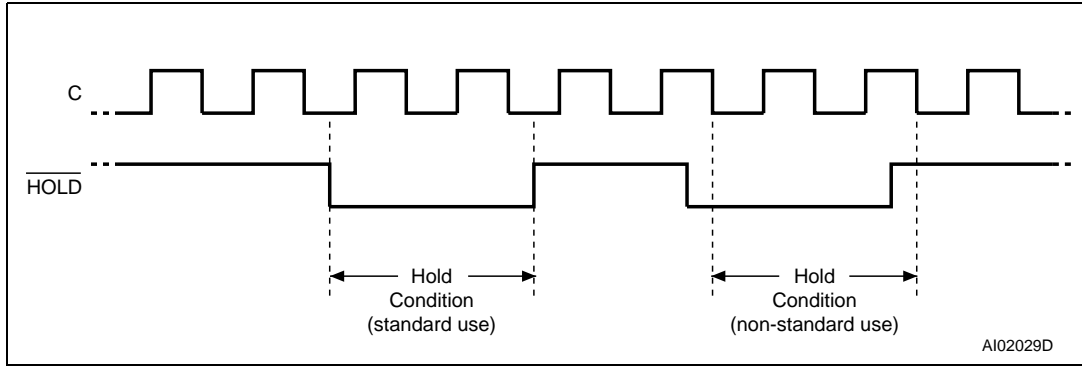 C
HOLD
Hold
Condition
(standard use)
Hold
Condition
(non-standard use)
AI02029D